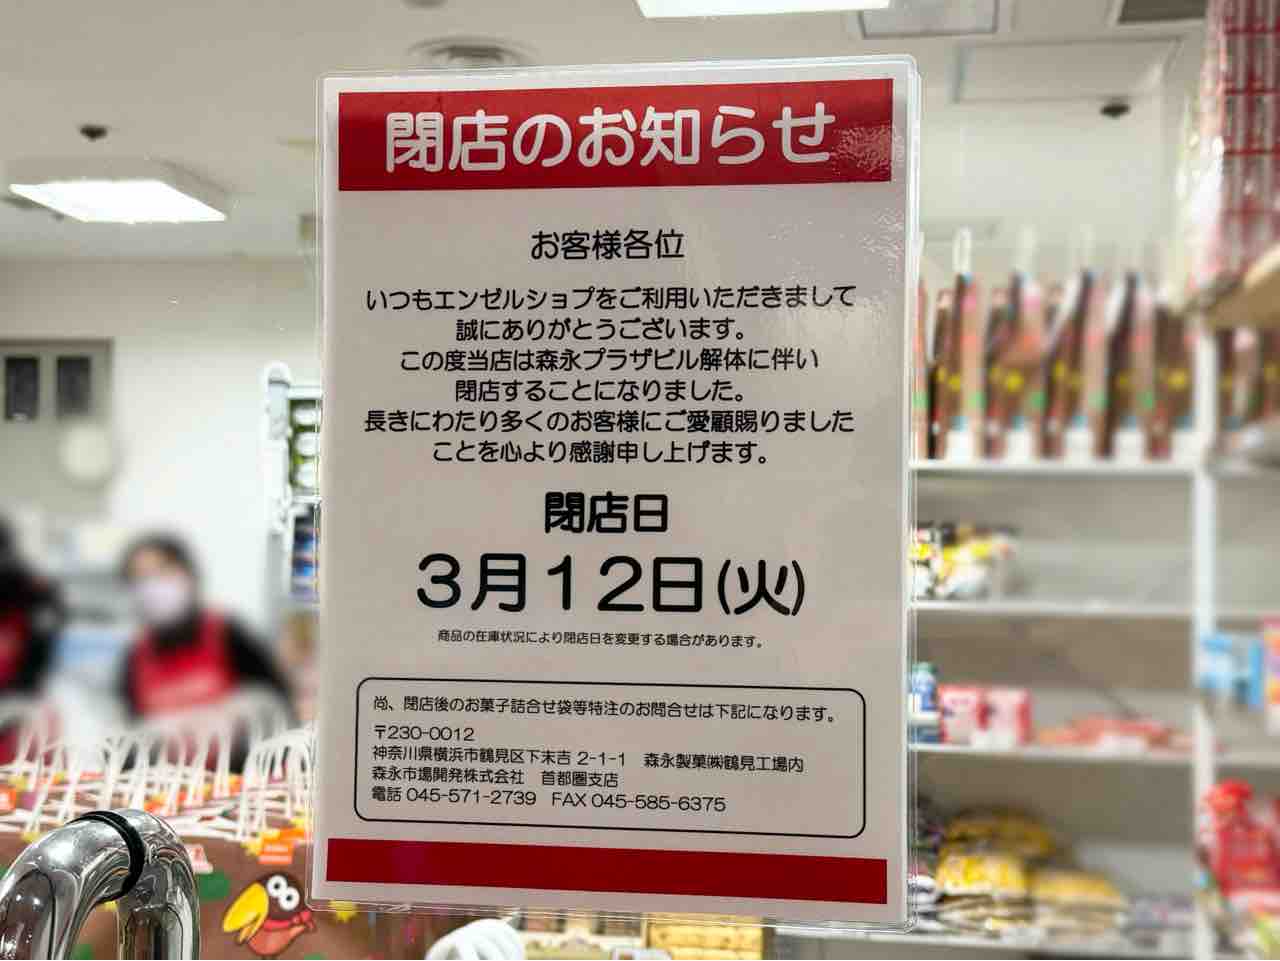 閉店のお知らせ
お客様各位
いつもエンゼルショップをご利用いただきまして
誠にありがとうございます。
この度当店は森永プラザビル解体に伴い
閉店することになりました。
長きにわたり多くのお客様にご愛顧賜りました
ことを心より感謝申し上げます。
閉店日
３月１２日(火)
商品の在庫状況により閉店日を変更する場合があります。
尚、閉店後のお菓子詰合せ袋等特注のお問合せは下記になります。
〒230-0012
神奈川県横浜市鶴見区下末吉 2-1-1　森永製菓㈱鶴見工場内
森永市場開発株式会社　首都圏支店
電話 045-571-2739　FAX 045-585-6375